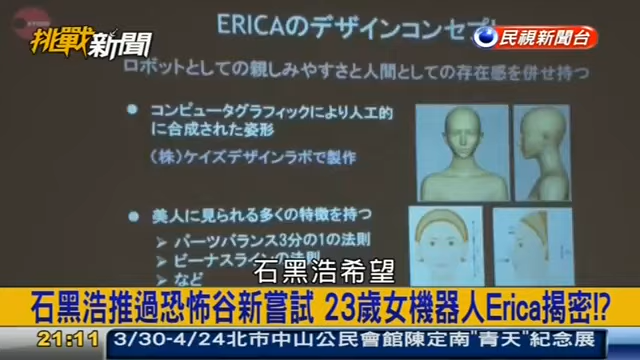 ERICAのデザインコンセプト
挑戰新聞
民視新聞台
ロボットとしての親しみやすさと人間としての存在感を併せ持つ
● コンピュータグラフィックにより人工的
に合成された姿形
(株)ケイズデザインラボで製作
● 美人に見られる多くの特徴を持つ
➢ パーツバランス3分の1の法則
➢ ビーナスラインの法則
➢ など
石黑浩希望
石黑浩推過恐怖谷新嘗試 23歲女機器人Erica揭密!?
21:11 3/30-4/24北市中山公民會館陳定南"青天"紀念展